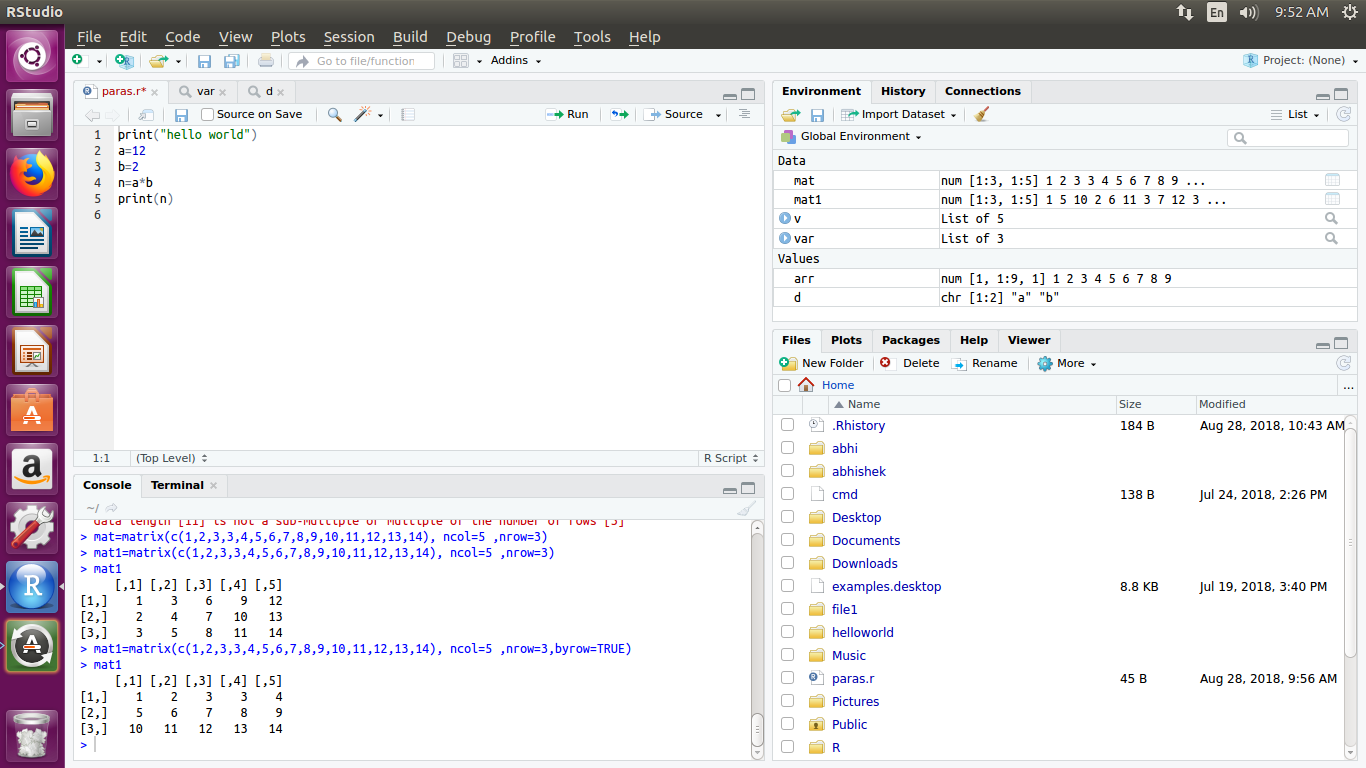 RStudio
En
9:52 AM
File Edit Code View Plots Session Build Debug Profile Tools Help
Go to file/function
Addins
Project: (None)
paras.r*
var
d
Source on Save
Run
Source
1 print("hello world")
2 a=12
3 b=2
4 n=a*b
5 print(n)
6
1:1
(Top Level)
R Script
Console
Terminal
~/
data length [11] is not a sub-multiple or multiple of the number of rows [3]
> mat=matrix(c(1,2,3,3,4,5,6,7,8,9,10,11,12,13,14), ncol=5 ,nrow=3)
> mat1=matrix(c(1,2,3,3,4,5,6,7,8,9,10,11,12,13,14), ncol=5 ,nrow=3)
> mat1
[,1] [,2] [,3] [,4] [,5]
[1,] 1 3 6 9 12
[2,] 2 4 7 10 13
[3,] 3 5 8 11 14
> mat1=matrix(c(1,2,3,3,4,5,6,7,8,9,10,11,12,13,14), ncol=5 ,nrow=3,byrow=TRUE)
> mat1
[,1] [,2] [,3] [,4] [,5]
[1,] 1 2 3 3 4
[2,] 5 6 7 8 9
[3,] 10 11 12 13 14
>
Environment History Connections
Import Dataset
List
Global Environment
Data
mat num [1:3, 1:5] 1 2 3 3 4 5 6 7 8 9 ...
mat1 num [1:3, 1:5] 1 5 10 2 6 11 3 7 12 3 ...
v List of 5
var List of 3
Values
arr num [1, 1:9, 1] 1 2 3 4 5 6 7 8 9
d chr [1:2] "a" "b"
Files Plots Packages Help Viewer
New Folder Delete Rename More
Home
...
Name Size Modified
.Rhistory 184 B Aug 28, 2018, 10:43 AM
abhi
abhishek
cmd 138 B Jul 24, 2018, 2:26 PM
Desktop
Documents
Downloads
examples.desktop 8.8 KB Jul 19, 2018, 3:40 PM
file1
helloworld
Music
paras.r 45 B Aug 28, 2018, 9:56 AM
Pictures
Public
R